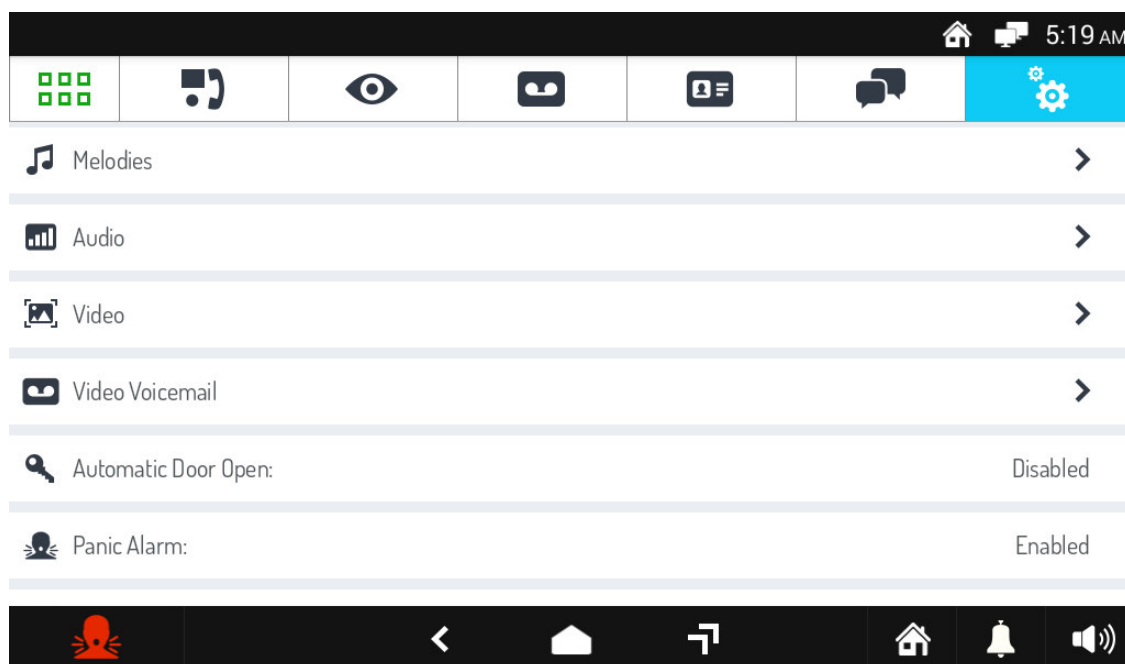 5:19 AM
Melodies
Audio
Video
Video Voicemail
Automatic Door Open: Disabled
Panic Alarm: Enabled